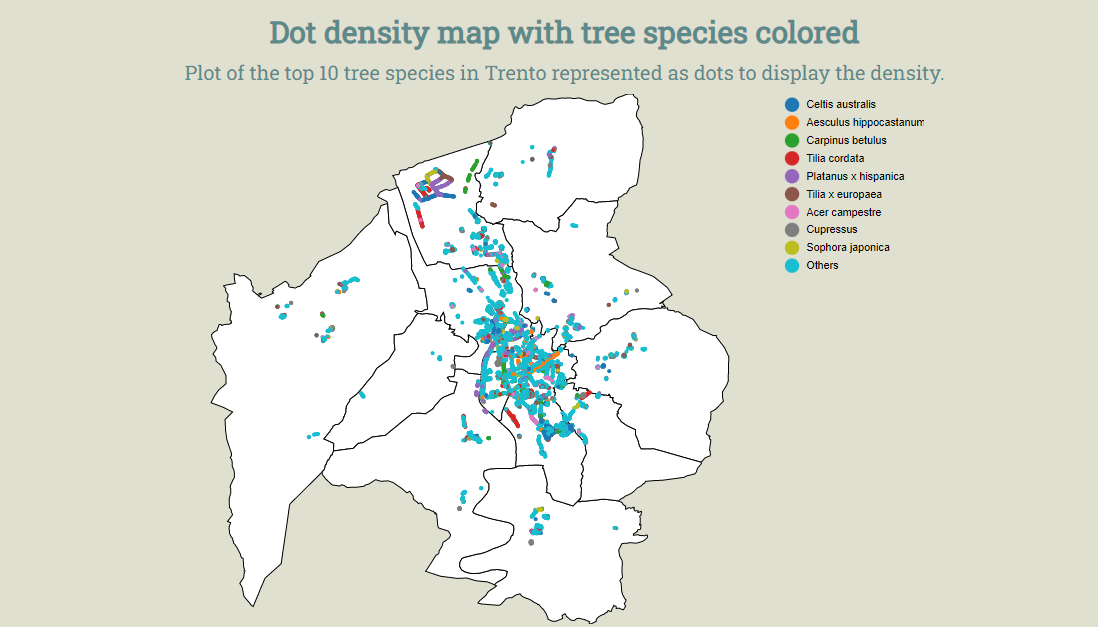 Dot density map with tree species colored
Plot of the top 10 tree species in Trento represented as dots to display the density.
Celtis australis
Aesculus hippocastanum
Carpinus betulus
Tilia cordata
Platanus x hispanica
Tilia x europaea
Acer campestre
Cupressus
Sophora japonica
Others